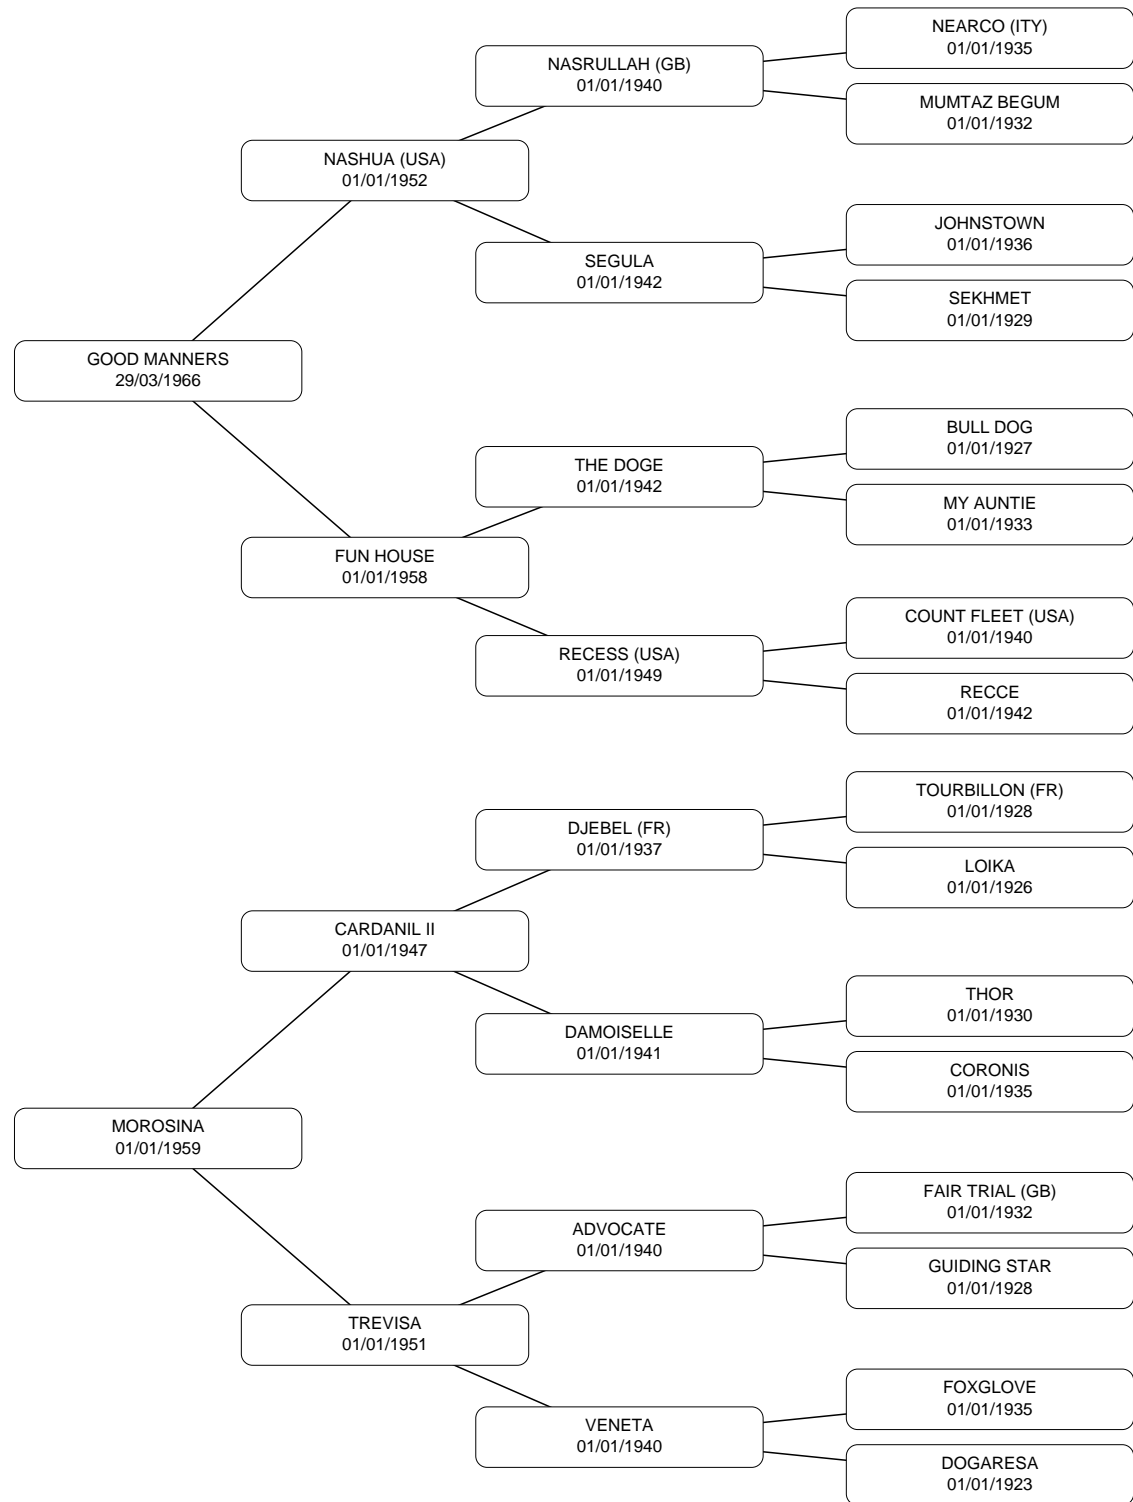 NEARCO (ITY)
01/01/1935
NASRULLAH (GB)
01/01/1940
MUMTAZ BEGUM
01/01/1932
NASHUA (USA)
01/01/1952
JOHNSTOWN
01/01/1936
SEGULA
01/01/1942
SEKHMET
01/01/1929
GOOD MANNERS
29/03/1966
BULL DOG
01/01/1927
THE DOGE
01/01/1942
MY AUNTIE
01/01/1933
FUN HOUSE
01/01/1958
COUNT FLEET (USA)
01/01/1940
RECESS (USA)
01/01/1949
RECCE
01/01/1942
TOURBILLON (FR)
01/01/1928
DJEBEL (FR)
01/01/1937
LOIKA
01/01/1926
CARDANIL II
01/01/1947
THOR
01/01/1930
DAMOISELLE
01/01/1941
CORONIS
01/01/1935
MOROSINA
01/01/1959
FAIR TRIAL (GB)
01/01/1932
ADVOCATE
01/01/1940
GUIDING STAR
01/01/1928
TREVISA
01/01/1951
FOXGLOVE
01/01/1935
VENETA
01/01/1940
DOGARESA
01/01/1923